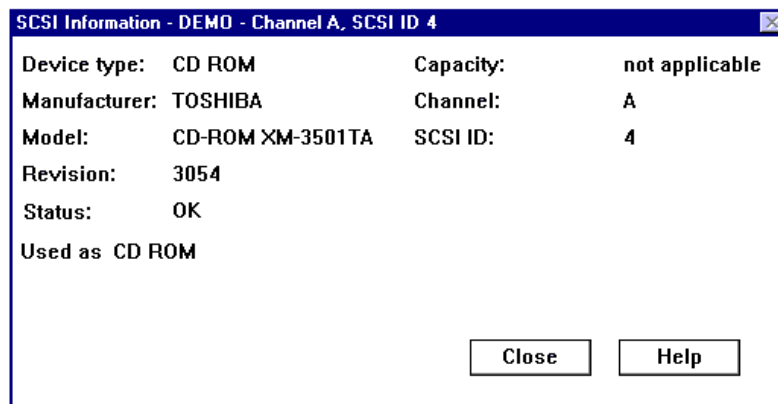 SCSI Information - DEMO - Channel A, SCSI ID 4
Device type: CD ROM Capacity: not applicable
Manufacturer: TOSHIBA Channel: A
Model: CD-ROM XM-3501TA SCSI ID: 4
Revision: 3054
Status: OK
Used as CD ROM
Close Help